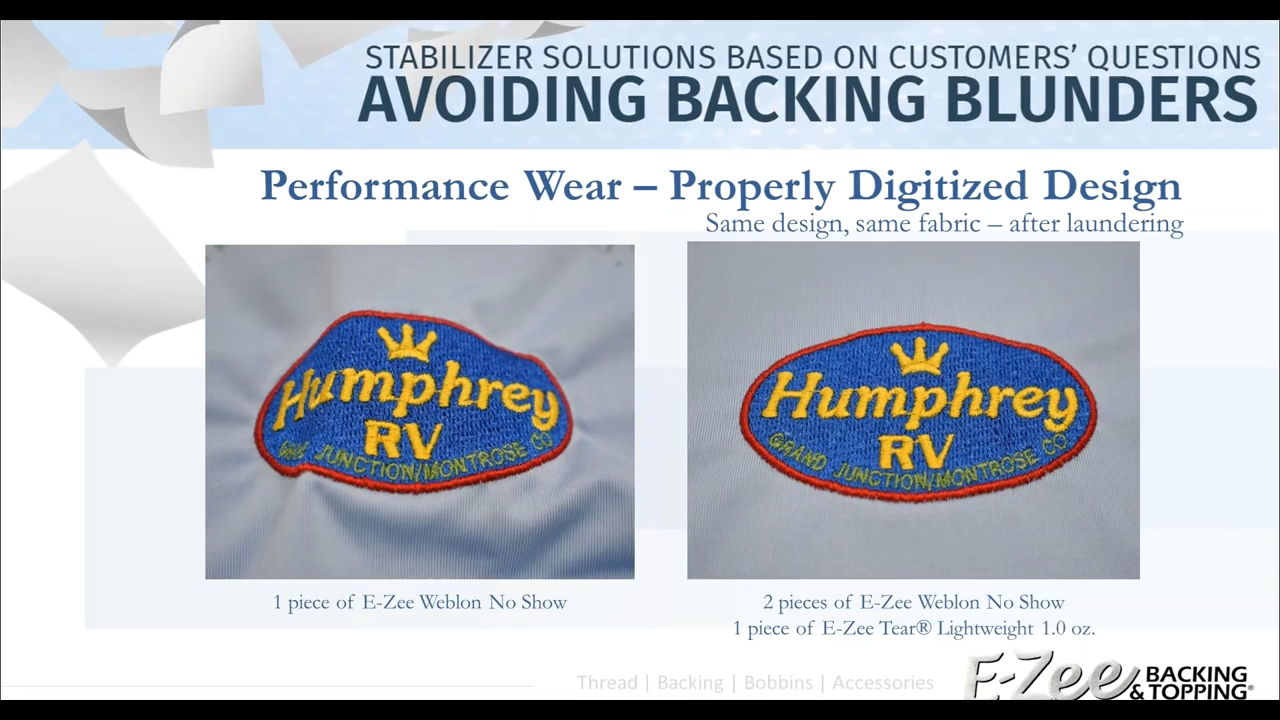 STABILIZER SOLUTIONS BASED ON CUSTOMERS' QUESTIONS
AVOIDING BACKING BLUNDERS
Performance Wear – Properly Digitized Design
Same design, same fabric – after laundering
Humphrey
RV
JUNCTION/MONTROSE CO
Humphrey
RV
GRAND JUNCTION/MONTROSE CO.
1 piece of E-Zee Weblon No Show
2 pieces of E-Zee Weblon No Show
1 piece of E-Zee Tear® Lightweight 1.0 oz.
Thread | Backing | Bobbins | Accessories
E-Zee BACKING
& TOPPING®